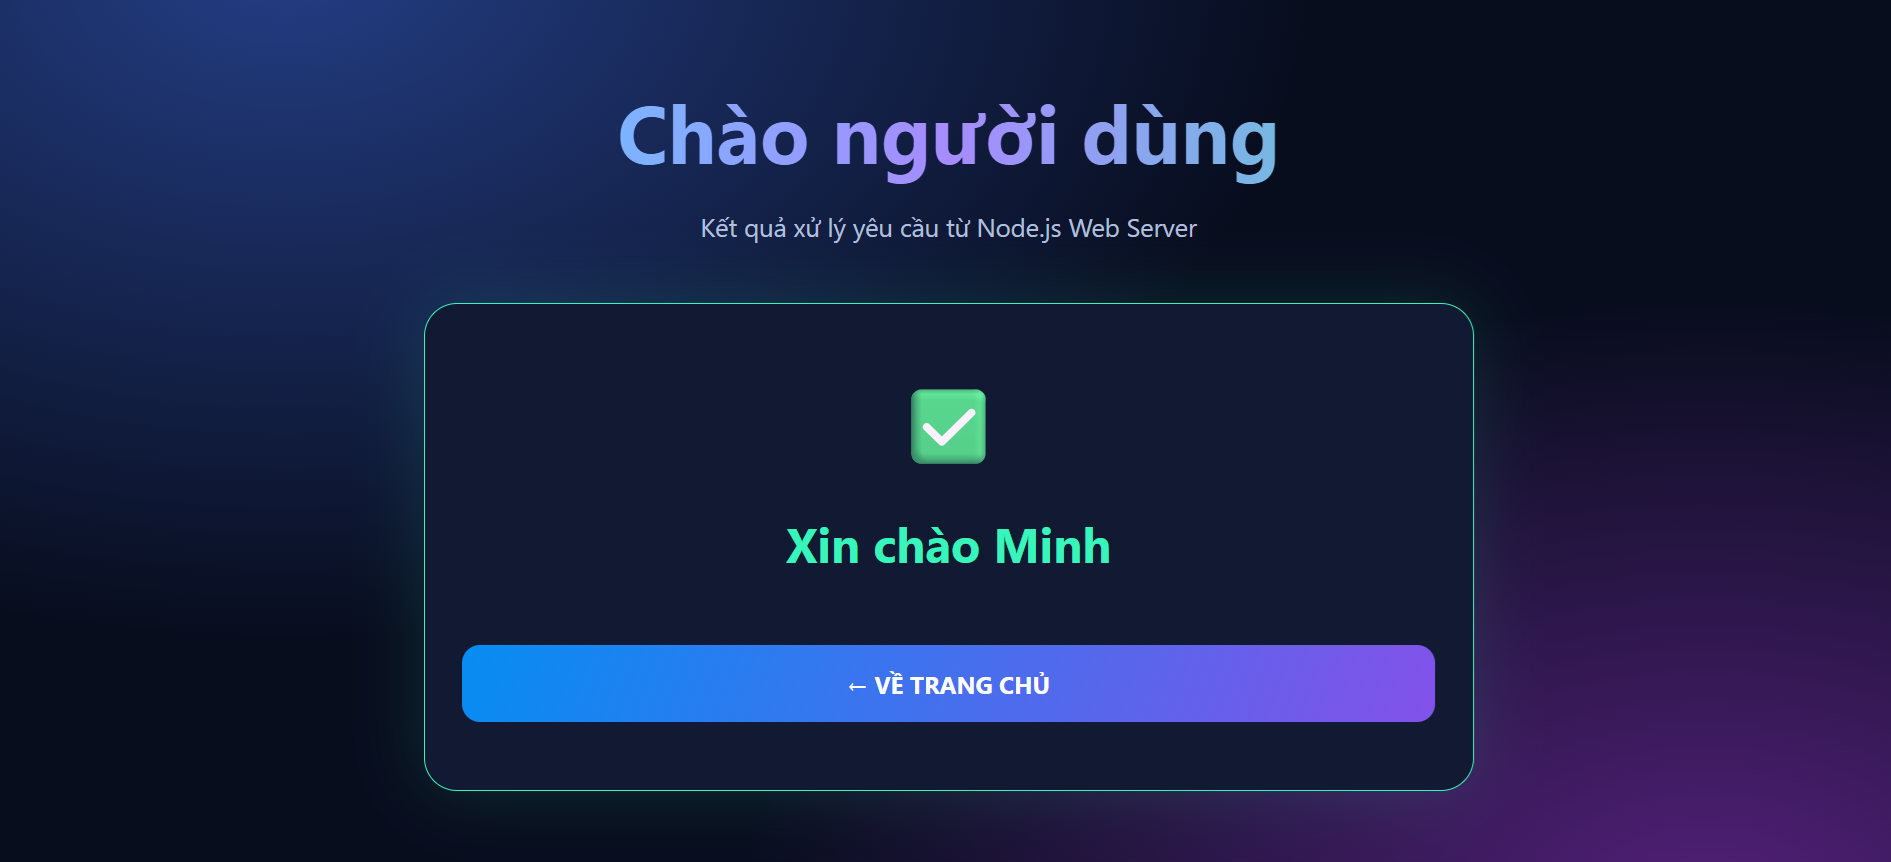 Chào người dùng
Kết quả xử lý yêu cầu từ Node.js Web Server
Xin chào Minh
← VỀ TRANG CHỦ